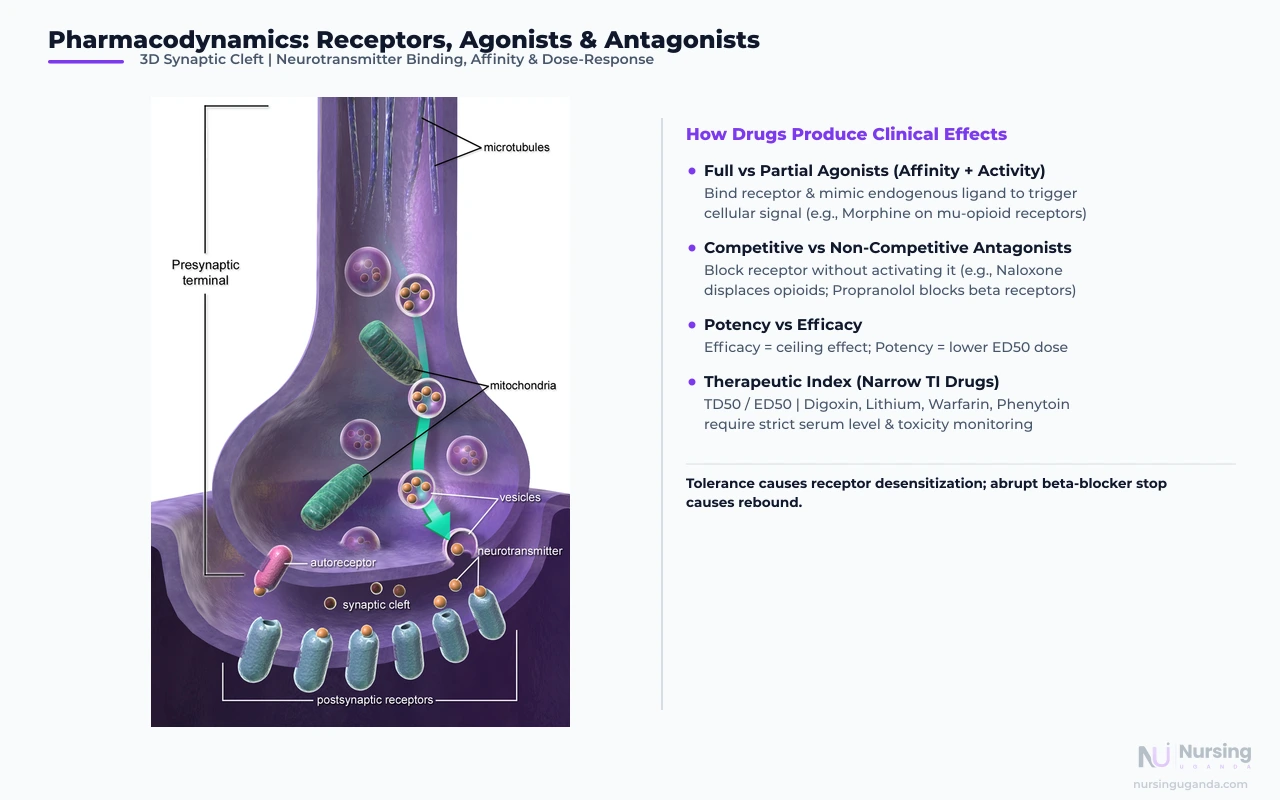 Pharmacodynamics: Receptors, Agonists & Antagonists
3D Synaptic Cleft | Neurotransmitter Binding, Affinity & Dose-Response
microtubules
Presynaptic
terminal
mitochondria
vesicles
neurotransmitter
autoreceptor
synaptic cleft
postsynaptic receptors
How Drugs Produce Clinical Effects
Full vs Partial Agonists (Affinity + Activity)
Bind receptor & mimic endogenous ligand to trigger
cellular signal (e.g., Morphine on mu-opioid receptors)
Competitive vs Non-Competitive Antagonists
Block receptor without activating it (e.g., Naloxone
displaces opioids; Propranolol blocks beta receptors)
Potency vs Efficacy
Efficacy = ceiling effect; Potency = lower ED50 dose
Therapeutic Index (Narrow TI Drugs)
TD50 / ED50 | Digoxin, Lithium, Warfarin, Phenytoin
require strict serum level & toxicity monitoring
Tolerance causes receptor desensitization; abrupt beta-blocker stop
causes rebound.
NU Nursing
UGANDA
nursinguganda.com